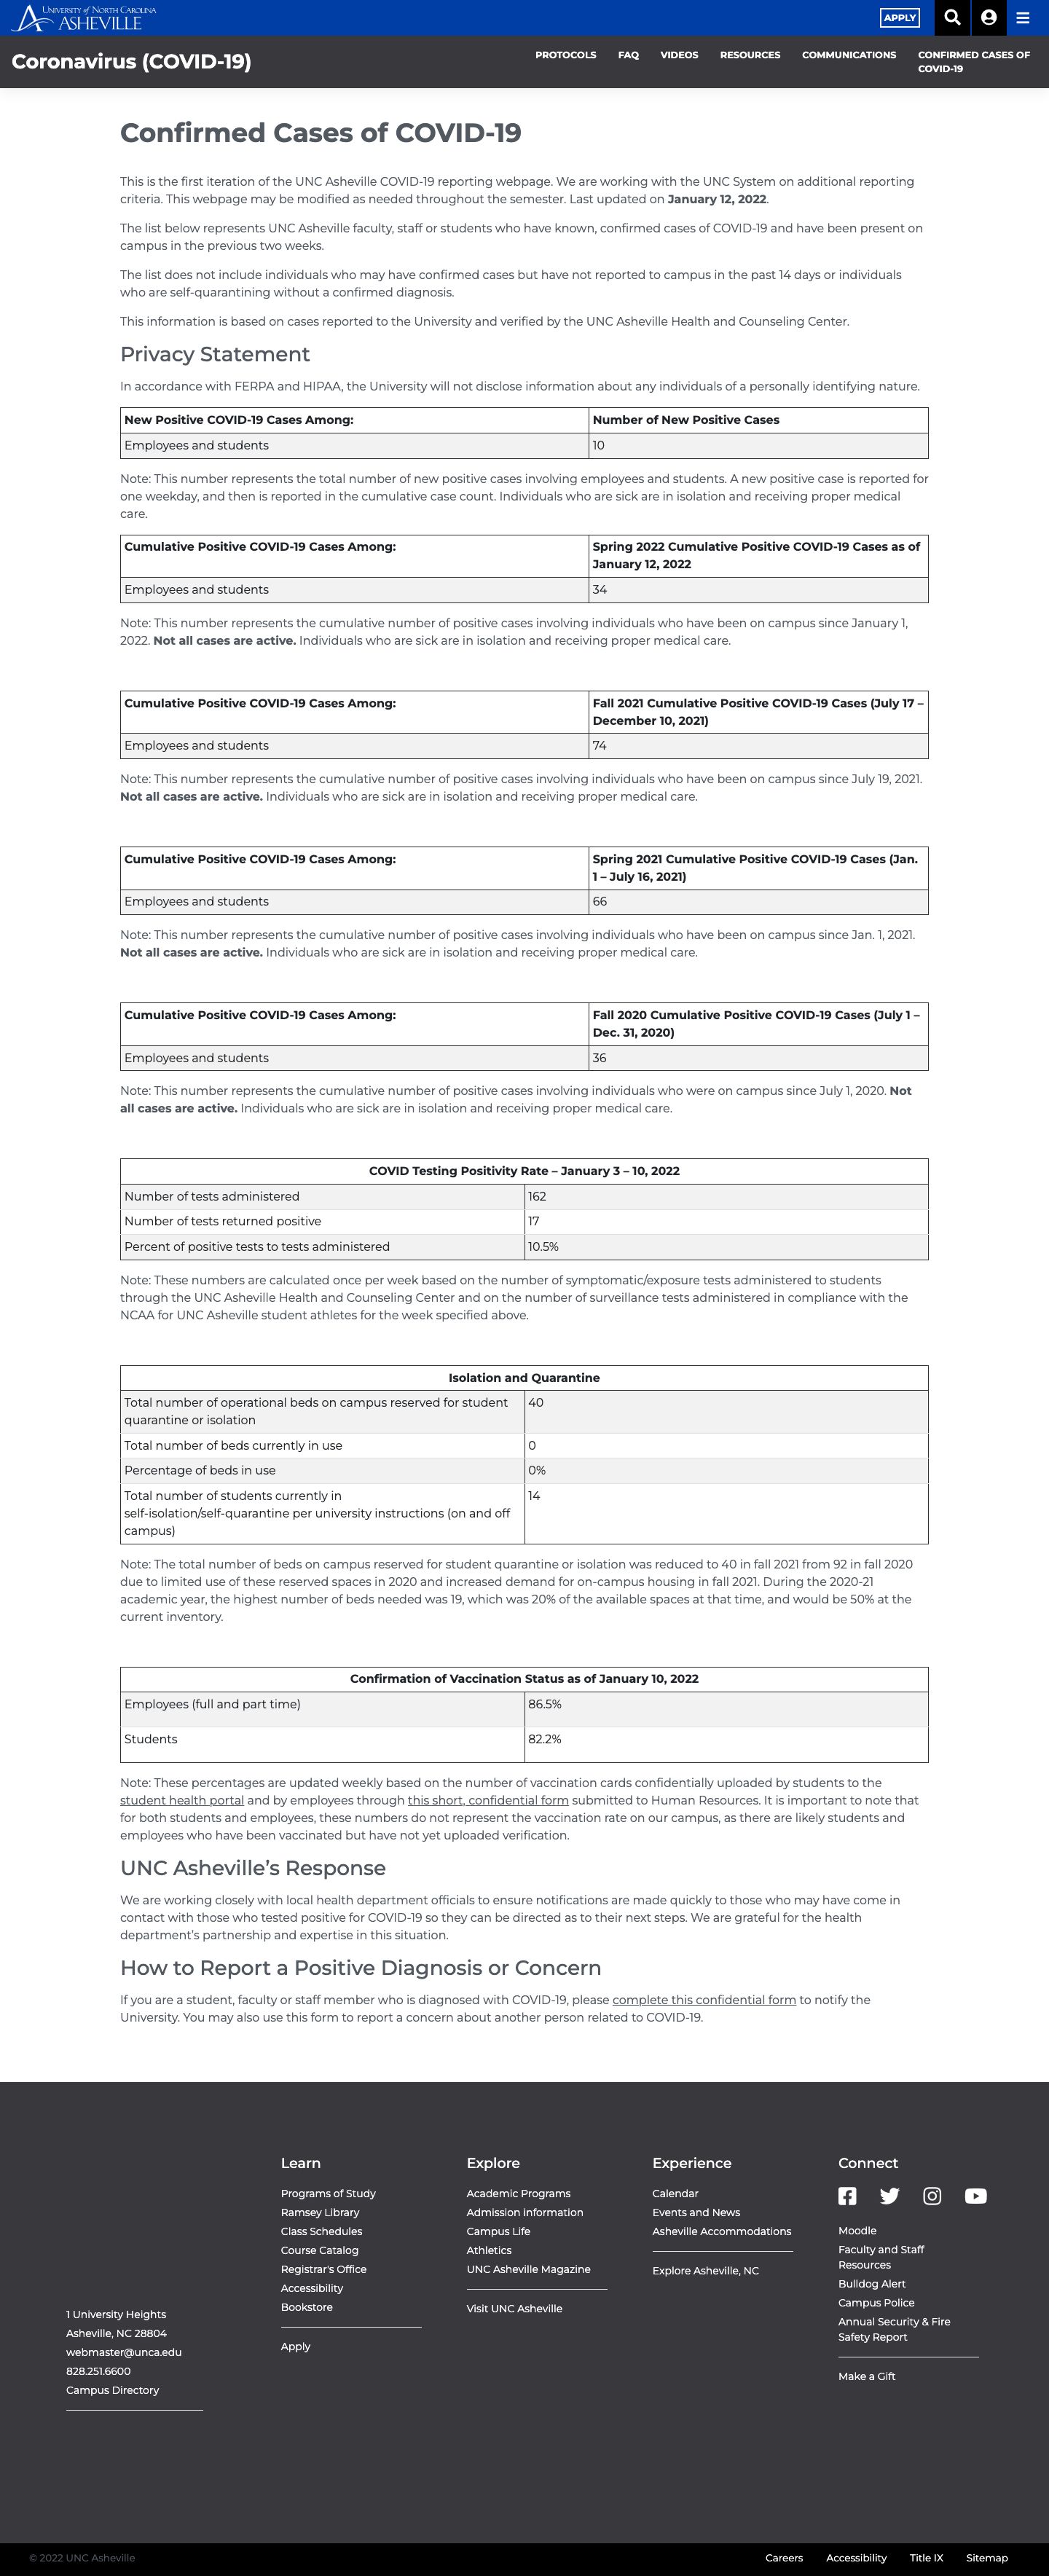 UNIVERSITY OF NORTH CAROLINA
ASHEVILLE
APPLY
Coronavirus (COVID-19)
PROTOCOLS FAQ VIDEOS RESOURCES COMMUNICATIONS CONFIRMED CASES OF
COVID-19
Confirmed Cases of COVID-19
This is the first iteration of the UNC Asheville COVID-19 reporting webpage. We are working with the UNC System on additional reporting
criteria. This webpage may be modified as needed throughout the semester. Last updated on January 12, 2022.
The list below represents UNC Asheville faculty, staff or students who have known, confirmed cases of COVID-19 and have been present on
campus in the previous two weeks.
The list does not include individuals who may have confirmed cases but have not reported to campus in the past 14 days or individuals
who are self-quarantining without a confirmed diagnosis.
This information is based on cases reported to the University and verified by the UNC Asheville Health and Counseling Center.
Privacy Statement
In accordance with FERPA and HIPAA, the University will not disclose information about any individuals of a personally identifying nature.
New Positive COVID-19 Cases Among: Number of New Positive Cases
Employees and students 10
Note: This number represents the total number of new positive cases involving employees and students. A new positive case is reported for
one weekday, and then is reported in the cumulative case count. Individuals who are sick are in isolation and receiving proper medical
care.
Cumulative Positive COVID-19 Cases Among: Spring 2022 Cumulative Positive COVID-19 Cases as of
January 12, 2022
Employees and students 34
Note: This number represents the cumulative number of positive cases involving individuals who have been on campus since January 1,
2022. Not all cases are active. Individuals who are sick are in isolation and receiving proper medical care.
Cumulative Positive COVID-19 Cases Among: Fall 2021 Cumulative Positive COVID-19 Cases (July 17 –
December 10, 2021)
Employees and students 74
Note: This number represents the cumulative number of positive cases involving individuals who have been on campus since July 19, 2021.
Not all cases are active. Individuals who are sick are in isolation and receiving proper medical care.
Cumulative Positive COVID-19 Cases Among: Spring 2021 Cumulative Positive COVID-19 Cases (Jan.
1 – July 16, 2021)
Employees and students 66
Note: This number represents the cumulative number of positive cases involving individuals who have been on campus since Jan. 1, 2021.
Not all cases are active. Individuals who are sick are in isolation and receiving proper medical care.
Cumulative Positive COVID-19 Cases Among: Fall 2020 Cumulative Positive COVID-19 Cases (July 1 –
Dec. 31, 2020)
Employees and students 36
Note: This number represents the cumulative number of positive cases involving individuals who were on campus since July 1, 2020. Not
all cases are active. Individuals who are sick are in isolation and receiving proper medical care.
COVID Testing Positivity Rate – January 3 – 10, 2022
Number of tests administered 162
Number of tests returned positive 17
Percent of positive tests to tests administered 10.5%
Note: These numbers are calculated once per week based on the number of symptomatic/exposure tests administered to students
through the UNC Asheville Health and Counseling Center and on the number of surveillance tests administered in compliance with the
NCAA for UNC Asheville student athletes for the week specified above.
Isolation and Quarantine
Total number of operational beds on campus reserved for student 40
quarantine or isolation
Total number of beds currently in use 0
Percentage of beds in use 0%
Total number of students currently in 14
self-isolation/self-quarantine per university instructions (on and off
campus)
Note: The total number of beds on campus reserved for student quarantine or isolation was reduced to 40 in fall 2021 from 92 in fall 2020
due to limited use of these reserved spaces in 2020 and increased demand for on-campus housing in fall 2021. During the 2020-21
academic year, the highest number of beds needed was 19, which was 20% of the available spaces at that time, and would be 50% at the
current inventory.
Confirmation of Vaccination Status as of January 10, 2022
Employees (full and part time) 86.5%
Students 82.2%
Note: These percentages are updated weekly based on the number of vaccination cards confidentially uploaded by students to the
student health portal and by employees through this short, confidential form submitted to Human Resources. It is important to note that
for both students and employees, these numbers do not represent the vaccination rate on our campus, as there are likely students and
employees who have been vaccinated but have not yet uploaded verification.
UNC Asheville's Response
We are working closely with local health department officials to ensure notifications are made quickly to those who may have come in
contact with those who tested positive for COVID-19 so they can be directed as to their next steps. We are grateful for the health
department's partnership and expertise in this situation.
How to Report a Positive Diagnosis or Concern
If you are a student, faculty or staff member who is diagnosed with COVID-19, please complete this confidential form to notify the
University. You may also use this form to report a concern about another person related to COVID-19.
1 University Heights
Asheville, NC 28804
webmaster@unca.edu
828.251.6600
Campus Directory
Learn
Programs of Study
Ramsey Library
Class Schedules
Course Catalog
Registrar's Office
Accessibility
Bookstore
Apply
Explore
Academic Programs
Admission information
Campus Life
Athletics
UNC Asheville Magazine
Visit UNC Asheville
Experience
Calendar
Events and News
Asheville Accommodations
Explore Asheville, NC
Connect
Moodle
Faculty and Staff
Resources
Bulldog Alert
Campus Police
Annual Security & Fire
Safety Report
Make a Gift
© 2022 UNC Asheville
Careers Accessibility Title IX Sitemap